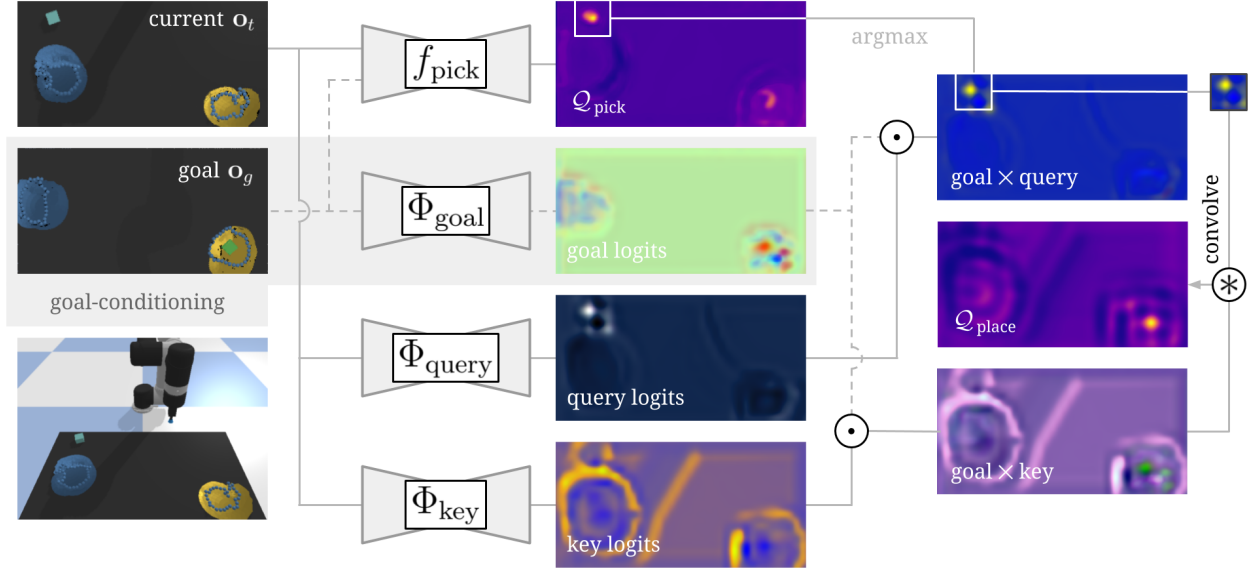 current o_t
f_pick
Q_pick
argmax
goal o_g
Φ_goal
goal logits
goal × query
goal-conditioning
convolve
Q_place
Φ_query
query logits
goal × key
Φ_key
key logits